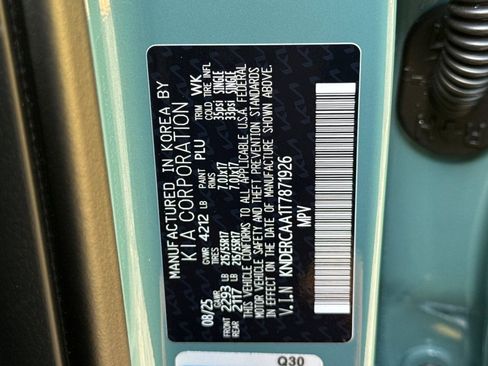 MANUFACTURED IN KOREA BY
KIA CORPORATION
08/25 GVWR 4212 LB PAINT PLU TRIM WK
GAWR TIRES RIMS COLD TIRE INFL
FRONT 2293 LB 215/55R17 7.0Jx17 35psi SINGLE
REAR 2117 LB 215/55R17 7.0Jx17 33psi SINGLE
THIS VEHICLE CONFORMS TO ALL APPLICABLE U.S.A. FEDERAL
MOTOR VEHICLE SAFETY AND THEFT PREVENTION STANDARDS
IN EFFECT ON THE DATE OF MANUFACTURE SHOWN ABOVE.
V.I.N KNDERCAA1T7871926
MPV
Q30